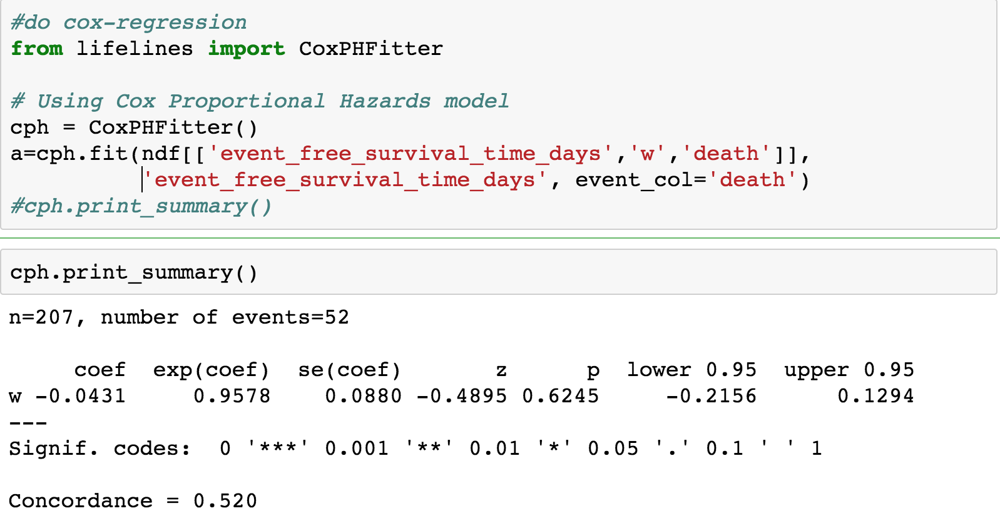 #do cox-regression
from lifelines import CoxPHFitter
# Using Cox Proportional Hazards model
cph = CoxPHFitter()
a=cph.fit(ndf[['event_free_survival_time_days','w','death']],
'event_free_survival_time_days', event_col='death')
#cph.print_summary()
cph.print_summary()
n=207, number of events=52
coef exp(coef) se(coef) z p lower 0.95 upper 0.95
w -0.0431 0.9578 0.0880 -0.4895 0.6245 -0.2156 0.1294
---
Signif. codes: 0 '***' 0.001 '**' 0.01 '*' 0.05 '.' 0.1 ' ' 1
Concordance = 0.520